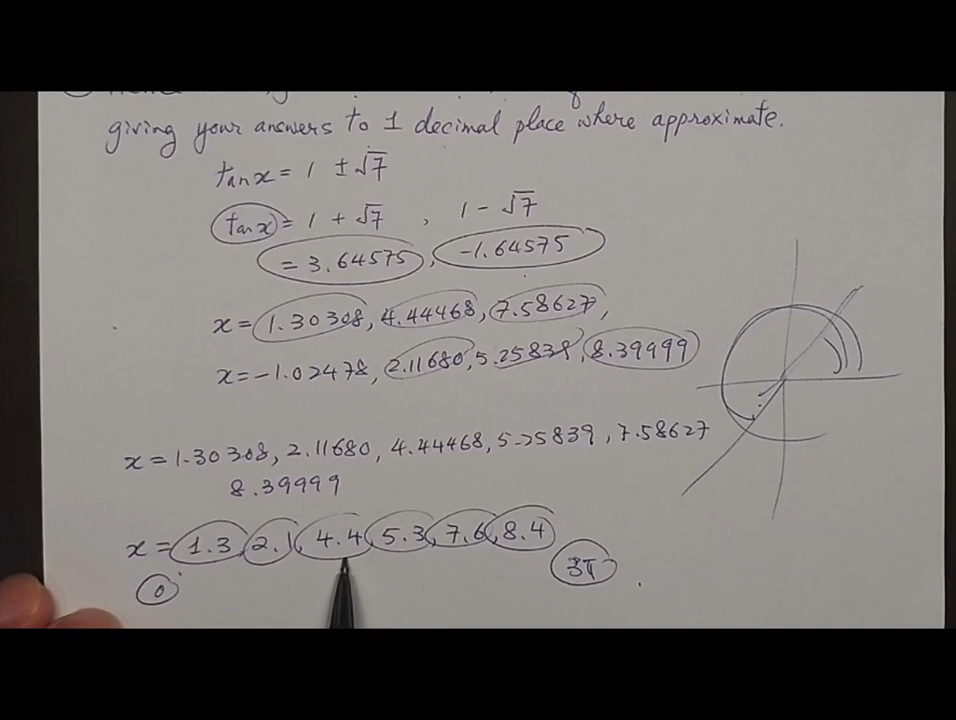 giving your answers to 1 decimal place where approximate.
tanx = 1 ± √7
tanx = 1 + √7 , 1 - √7
= 3.64575, -1.64575
x = 1.30308, 4.44468, 7.58627,
x = -1.02478, 2.11680, 5.25839, 8.39999
x = 1.30308, 2.11680, 4.44468, 5.25839, 7.58627
8.39999
x = 1.3, 2.1, 4.4, 5.3, 7.6, 8.4
0 3π